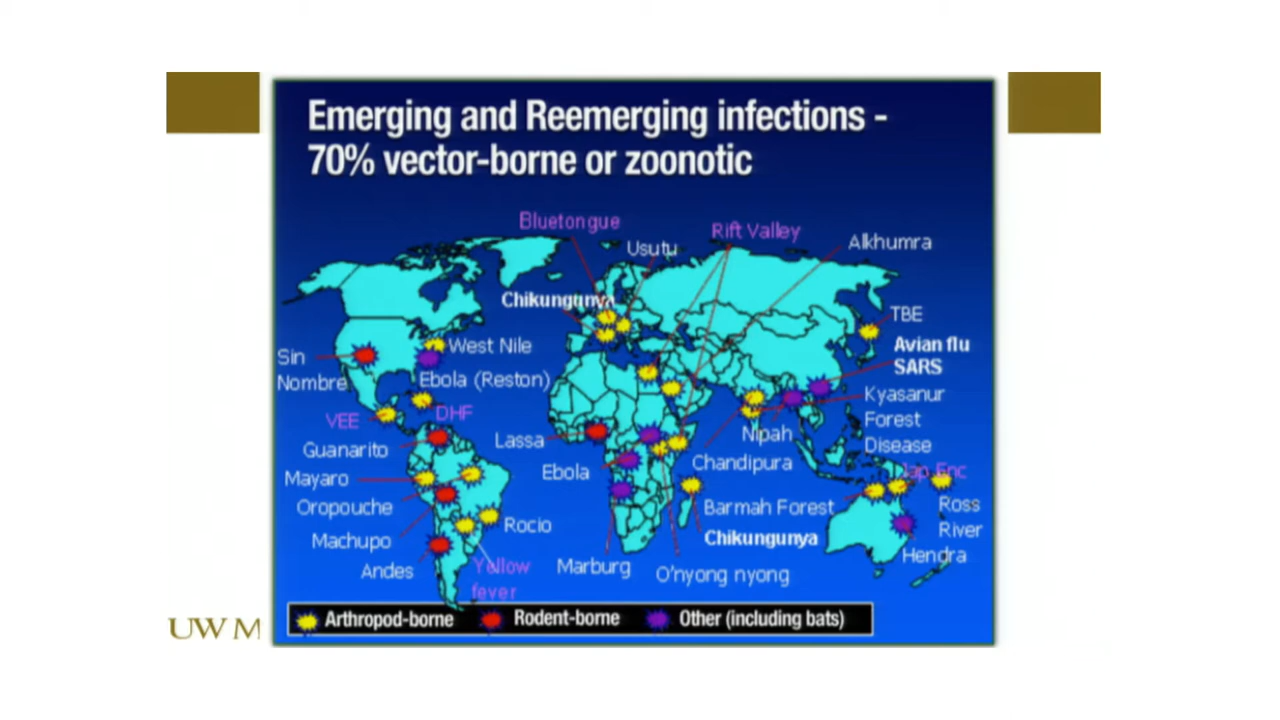 Emerging and Reemerging infections -
70% vector-borne or zoonotic
Bluetongue
Rift Valley
Usutu
Alkhumra
Chikungunya
TBE
West Nile
Avian flu
SARS
Sin
Nombre
Ebola (Reston)
Kyasanur
Forest
Disease
VEE
DHF
Guanarito
Lassa
Nipah
Chandipura
Mayaro
Ebola
Jap Enc
Oropouche
Barmah Forest
Ross
River
Machupo
Rocio
Chikungunya
Hendra
Andes
Yellow
fever
Marburg
O'nyong nyong
Arthropod-borne
Rodent-borne
Other (including bats)
UW M